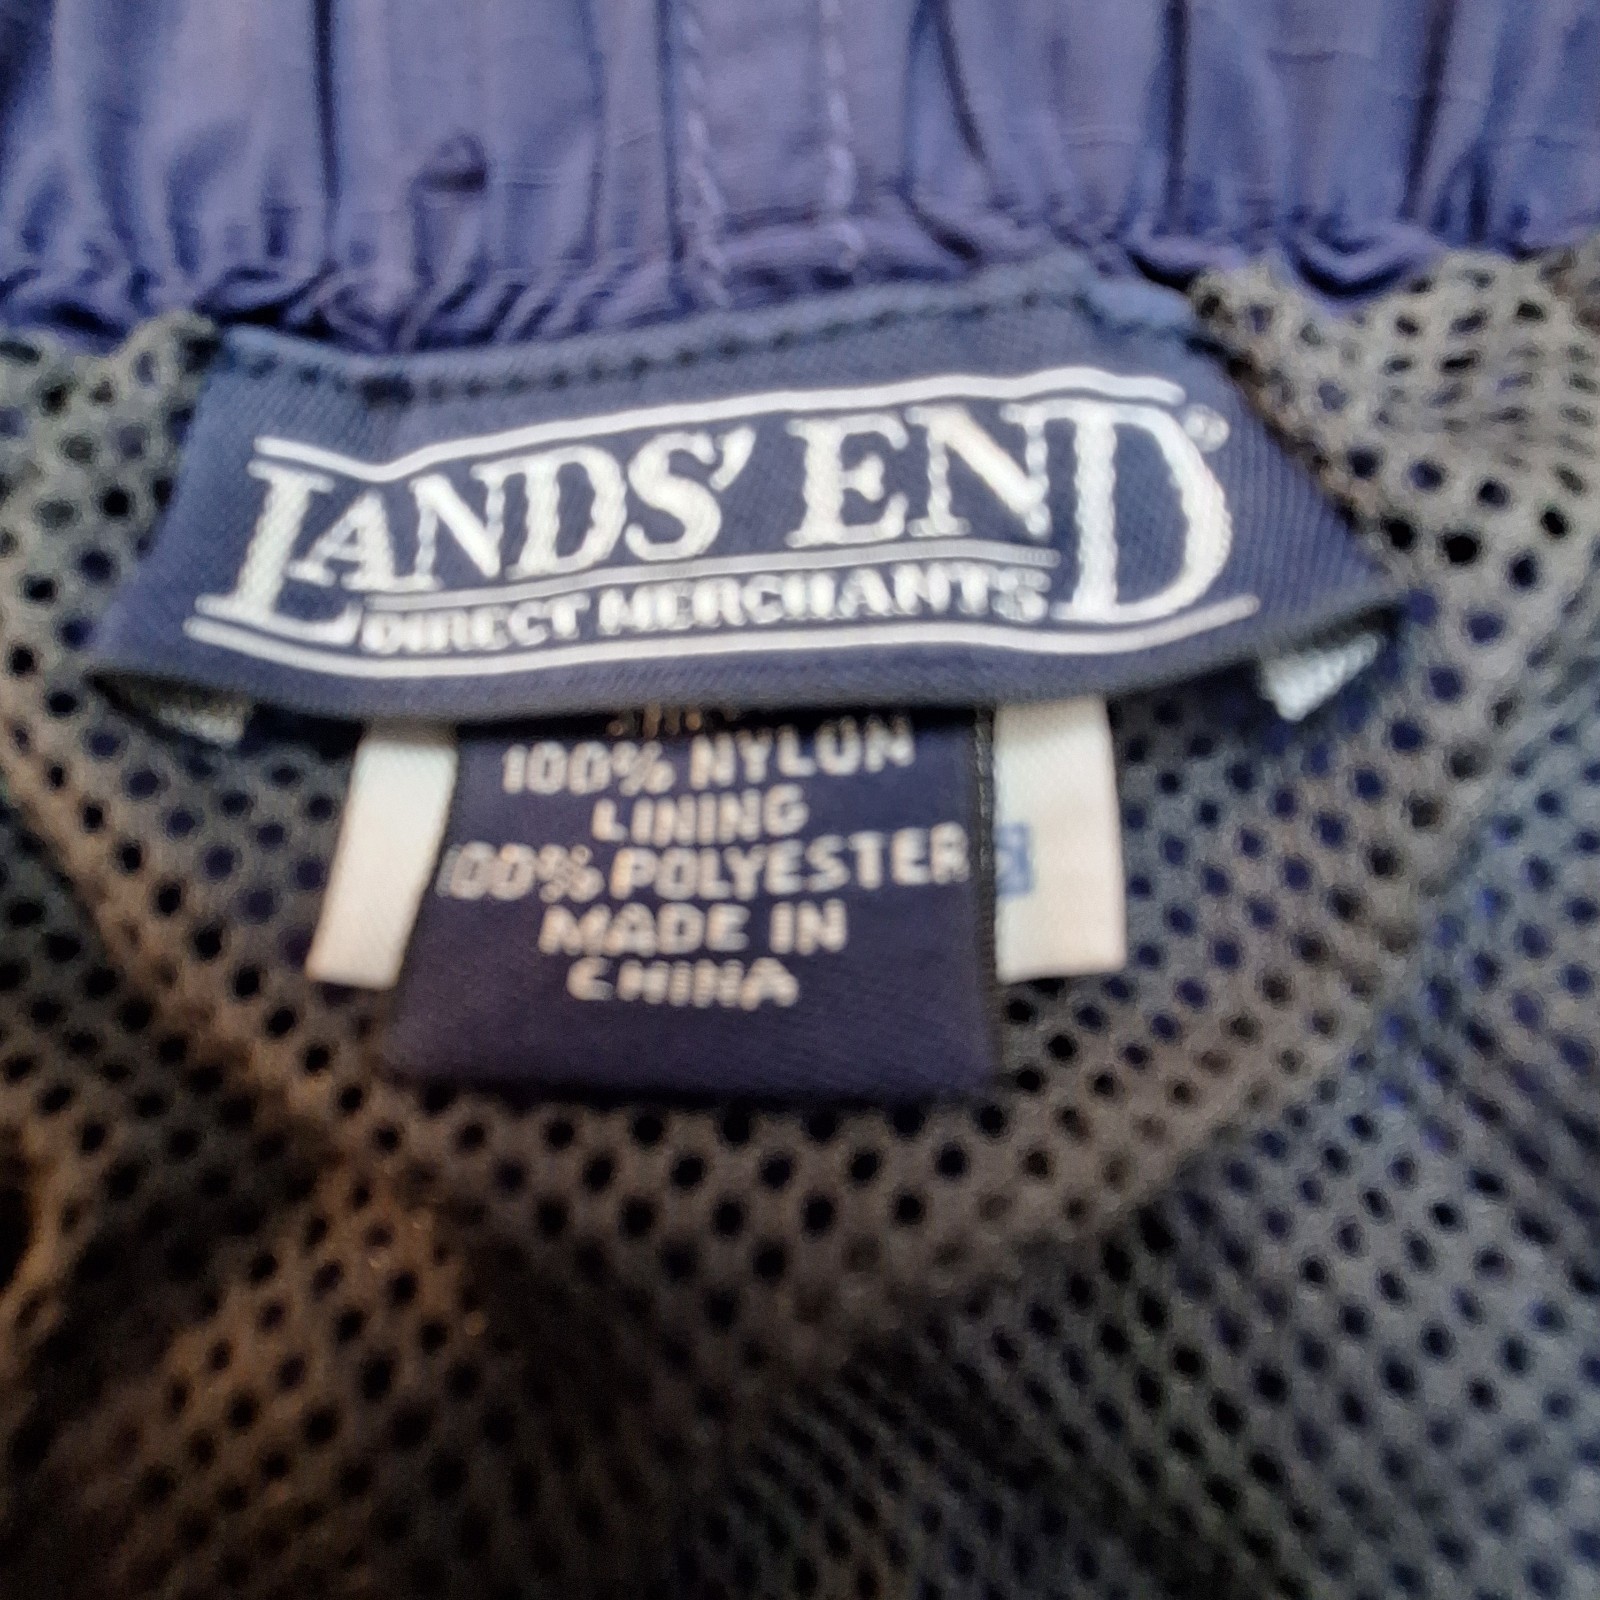 LANDS' END®
DIRECT MERCHANTS
100% NYLON
LINING
100% POLYESTER
MADE IN
CHINA